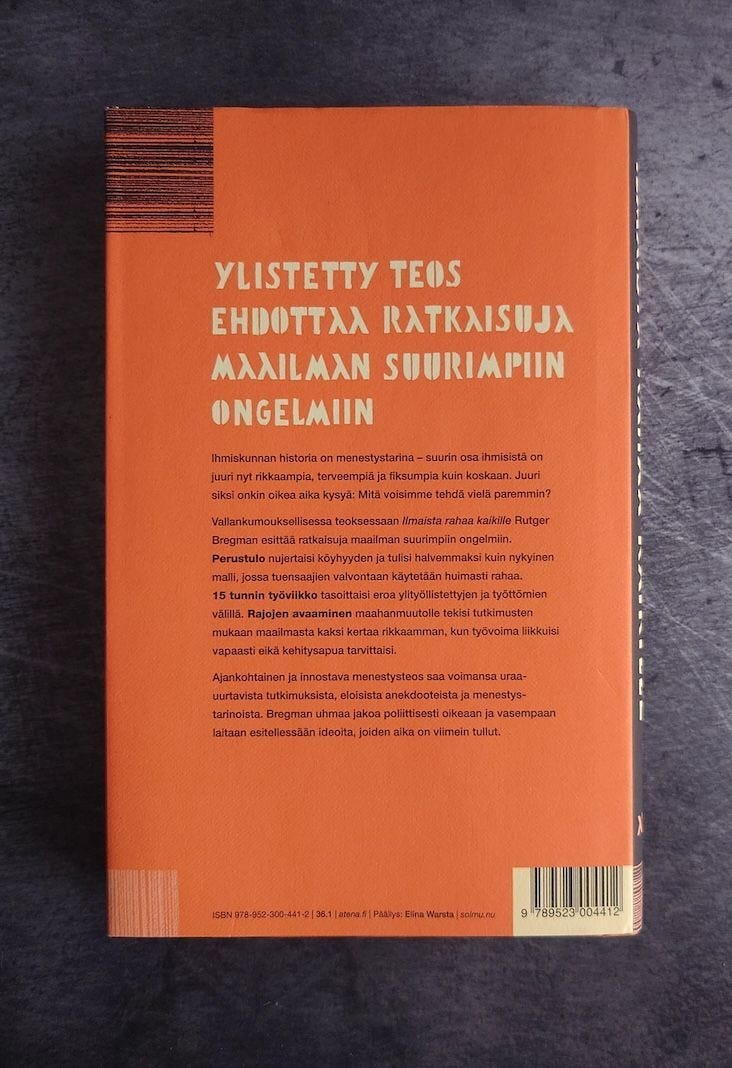 YLISTETTY TEOS
EHDOTTAA RATKAISUJA
MAAILMAN SUURIMPIIN
ONGELMIIN
Ihmiskunnan historia on menestystarina – suurin osa ihmisistä on
juuri nyt rikkaampia, terveempiä ja fiksumpia kuin koskaan. Juuri
siksi onkin oikea aika kysyä: Mitä voisimme tehdä vielä paremmin?
Vallankumouksellisessa teoksessaan Ilmaista rahaa kaikille Rutger
Bregman esittää ratkaisuja maailman suurimpiin ongelmiin.
Perustulo nujertaisi köyhyyden ja tulisi halvemmaksi kuin nykyinen
malli, jossa tuensaajien valvontaan käytetään huimasti rahaa.
15 tunnin työviikko tasoittaisi eroa ylityöllistettyjen ja työttömien
välillä. Rajojen avaaminen maahanmuutolle tekisi tutkimusten
mukaan maailmasta kaksi kertaa rikkaamman, kun työvoima liikkuisi
vapaasti eikä kehitysapua tarvittaisi.
Ajankohtainen ja innostava menestysteos saa voimansa uraa-
uurtavista tutkimuksista, eloisista anekdooteista ja menestys-
tarinoista. Bregman uhmaa jakoa poliittisesti oikeaan ja vasempaan
laitaan esitellessään ideoita, joiden aika on viimein tullut.
ISBN 978-952-300-441-2 | 36.1 | atena.fi | Päällys: Elina Warsta | solmu.nu
9 789523 004412